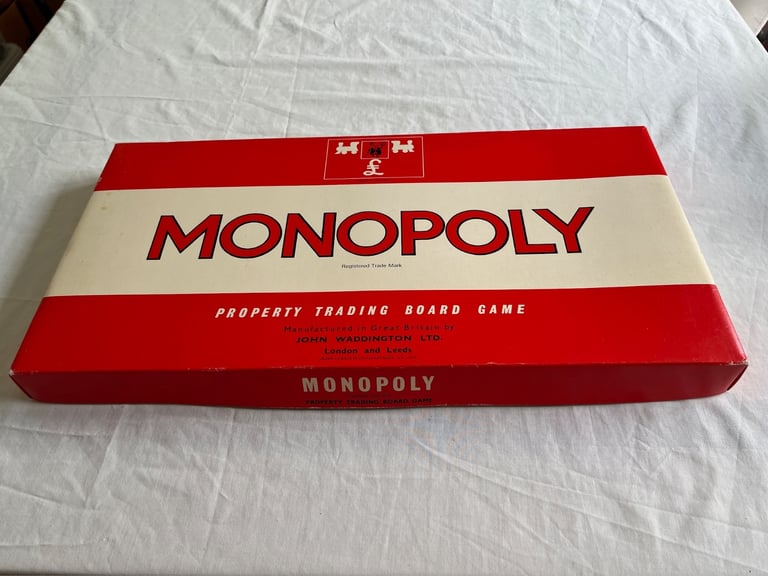 £
MONOPOLY
Registered Trade Mark
PROPERTY TRADING BOARD GAME
Manufactured in Great Britain by
JOHN WADDINGTON LTD.
London and Leeds
MONOPOLY
PROPERTY TRADING BOARD GAME